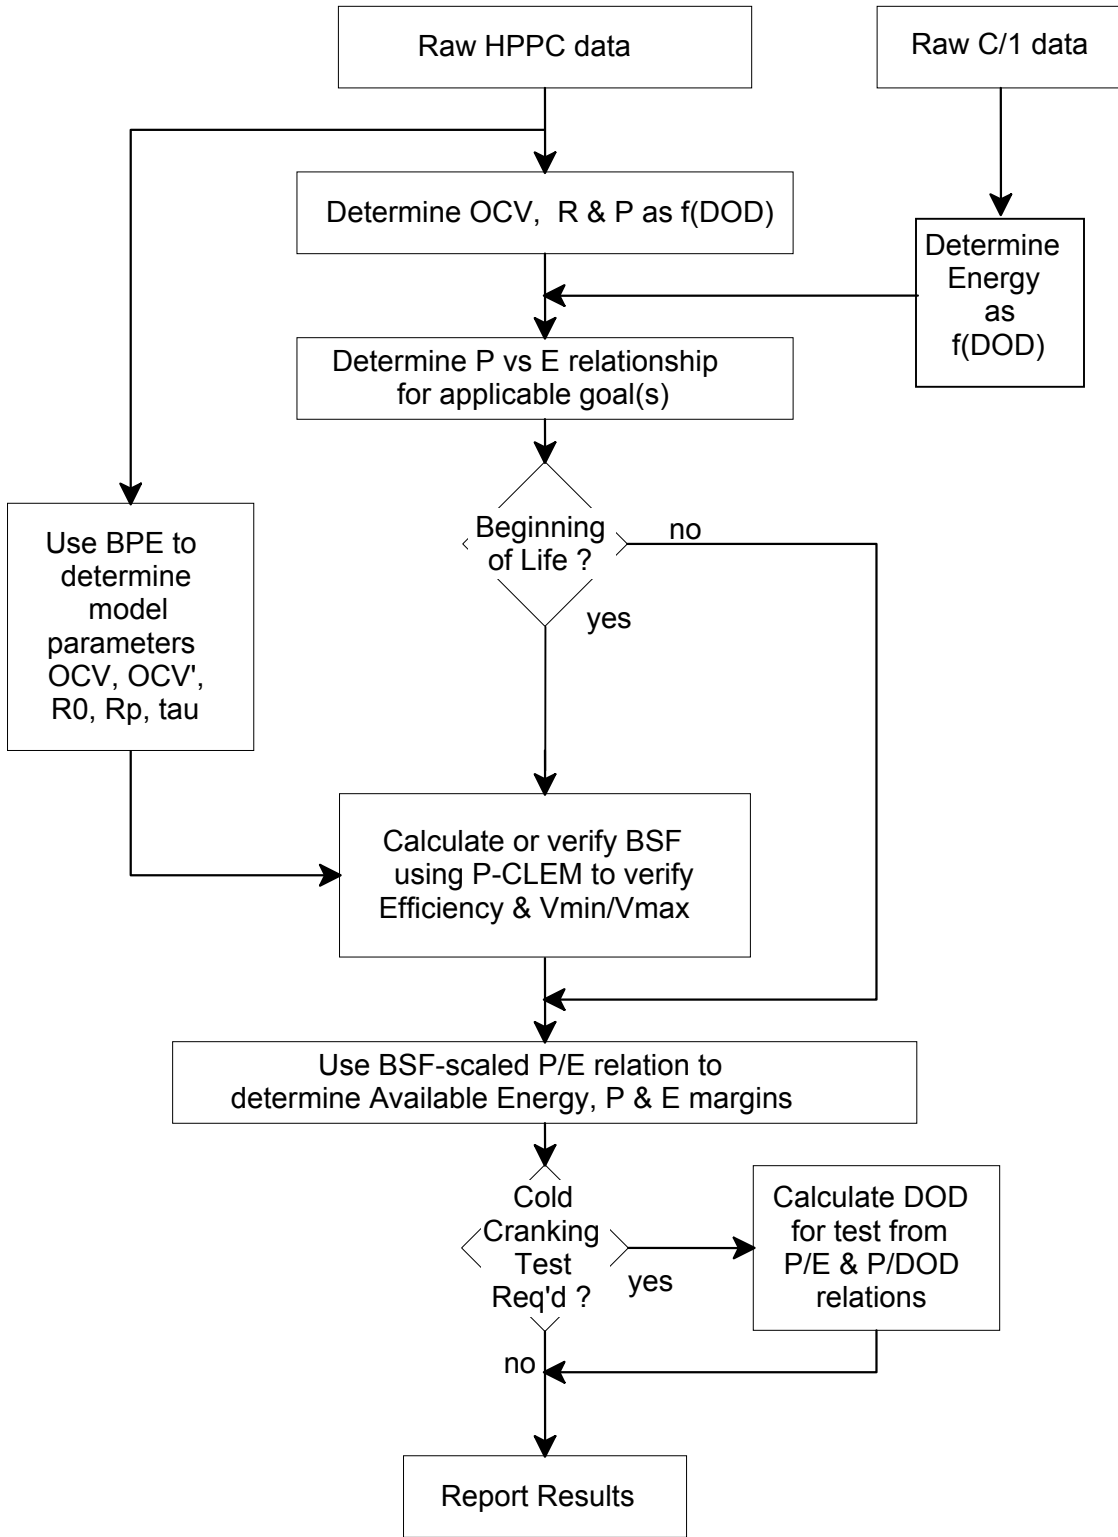 Raw HPPC data
Raw C/1 data
Determine OCV, R & P as f(DOD)
Determine
Energy
as
f(DOD)
Determine P vs E relationship
for applicable goal(s)
Beginning
of Life ?
no
yes
Use BPE to
determine
model
parameters
OCV, OCV',
R0, Rp, tau
Calculate or verify BSF
using P-CLEM to verify
Efficiency & Vmin/Vmax
Use BSF-scaled P/E relation to
determine Available Energy, P & E margins
Cold
Cranking
Test
Req'd ?
yes
no
Calculate DOD
for test from
P/E & P/DOD
relations
Report Results